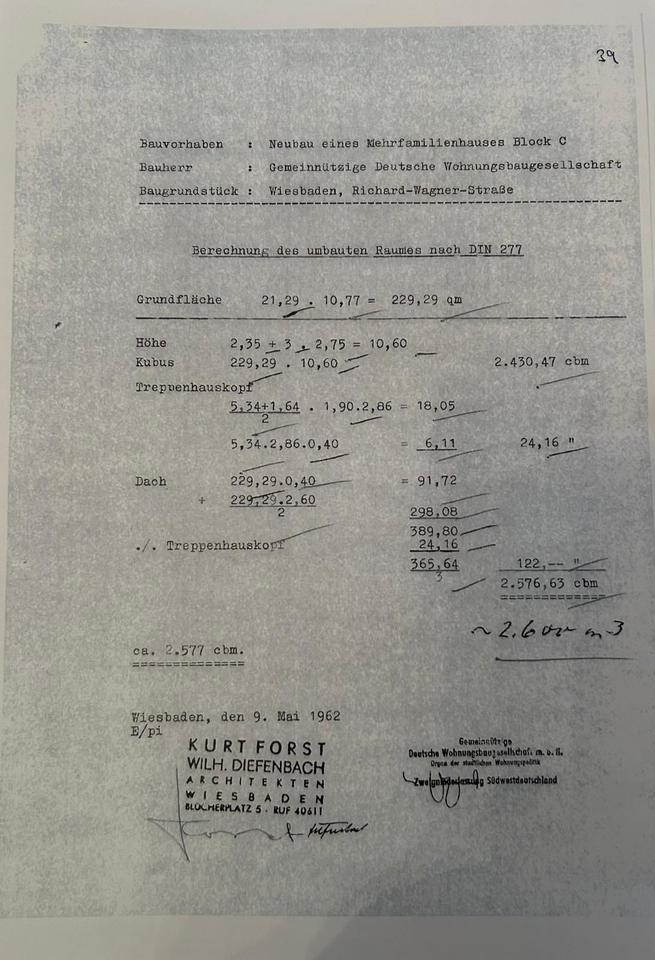 39
Bauvorhaben : Neubau eines Mehrfamilienhauses Block C
Bauherr : Gemeinnützige Deutsche Wohnungsbaugesellschaft
Baugrundstück : Wiesbaden, Richard-Wagner-Straße
Berechnung des umbauten Raumes nach DIN 277
Grundfläche 21,29 . 10,77 = 229,29 qm
Höhe 2,35 + 3 . 2,75 = 10,60
Kubus 229,29 . 10,60 2.430,47 cbm
Treppenhauskopf
5,34+1,64 . 1,90.2,86 = 18,05
2
5,34.2,86.0,40 = 6,11 24,16 "
Dach 229,29.0,40 = 91,72
+ 229,29.2,60
2 298,08
389,80
./. Treppenhauskopf 24,16
365,64 122,-- "
3 2.576,63 cbm
~ 2.600 m3
ca. 2.577 cbm.
Wiesbaden, den 9. Mai 1962
E/pi
KURT FORST
WILH. DIEFENBACH
ARCHITEKTEN
WIESBADEN
BLÜCHERPLATZ 5 · RUF 40611
Gemeinnützige
Deutsche Wohnungsbaugesellschaft m. b. H.
Organ der staatlichen Wohnungspolitik
Zweigniederlassung Südwestdeutschland